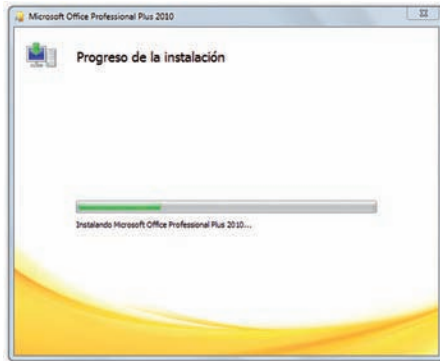 Microsoft Office Professional Plus 2010
Progreso de la instalación
Instalando Microsoft Office Professional Plus 2010...